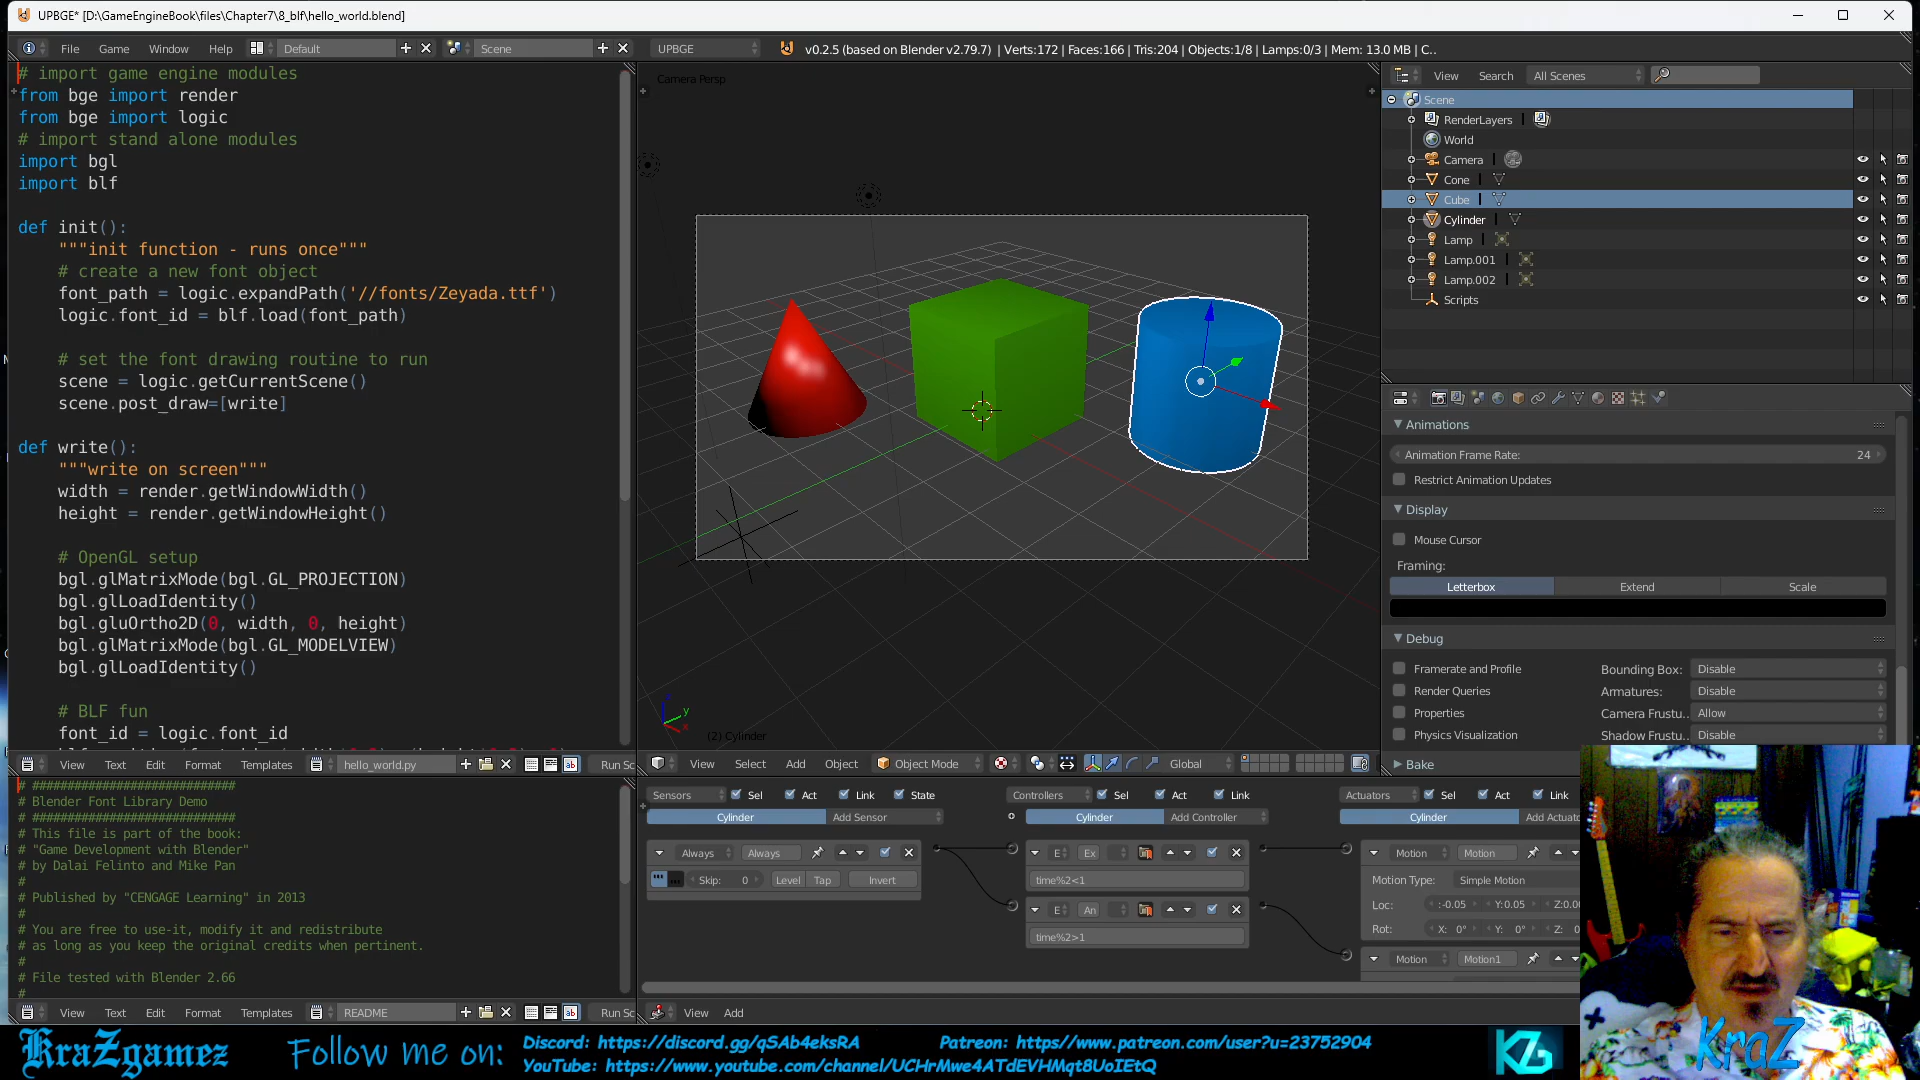 UPBGE* [D:\GameEngineBook\files\Chapter7\8_blf\hello_world.blend]
File Game Window Help Default Scene UPBGE v0.2.5 (based on Blender v2.79.7) | Verts:172 | Faces:166 | Tris:204 | Objects:1/8 | Lamps:0/3 | Mem: 13.0 MB | C..
# import game engine modules
from bge import render
from bge import logic
# import stand alone modules
import bgl
import blf
def init():
"""init function - runs once"""
# create a new font object
font_path = logic.expandPath('//fonts/Zeyada.ttf')
logic.font_id = blf.load(font_path)
# set the font drawing routine to run
scene = logic.getCurrentScene()
scene.post_draw=[write]
def write():
"""write on screen"""
width = render.getWindowWidth()
height = render.getWindowHeight()
# OpenGL setup
bgl.glMatrixMode(bgl.GL_PROJECTION)
bgl.glLoadIdentity()
bgl.gluOrtho2D(0, width, 0, height)
bgl.glMatrixMode(bgl.GL_MODELVIEW)
bgl.glLoadIdentity()
# BLF fun
font_id = logic.font_id
View Text Edit Format Templates hello_world.py Run Sc
# #############################
# Blender Font Library Demo
# #############################
# This file is part of the book:
# "Game Development with Blender"
# by Dalai Felinto and Mike Pan
#
# Published by "CENGAGE Learning" in 2013
#
# You are free to use-it, modify it and redistribute
# as long as you keep the original credits when pertinent.
#
# File tested with Blender 2.66
#
View Text Edit Format Templates README Run Sc
Camera Persp
z
y
x
(2) Cylinder
View Select Add Object Object Mode Global
Sensors Sel Act Link State
Cylinder Add Sensor
Always Always
Skip: 0 Level Tap Invert
Controllers Sel Act Link
Cylinder Add Controller
E Ex
time%2<1
E An
time%2>1
Actuators Sel Act Link
Cylinder Add Actuato
Motion Motion
Motion Type: Simple Motion
Loc: :-0.05 Y:0.05 Z:0.0
Rot: X: 0° Y: 0° Z: 0
Motion Motion1
View Add
View Search All Scenes
Scene
RenderLayers
World
Camera
Cone
Cube
Cylinder
Lamp
Lamp.001
Lamp.002
Scripts
Animations
Animation Frame Rate: 24
Restrict Animation Updates
Display
Mouse Cursor
Framing:
Letterbox Extend Scale
Debug
Framerate and Profile Bounding Box: Disable
Render Queries Armatures: Disable
Properties Camera Frustu.. Allow
Physics Visualization Shadow Frustu.. Disable
Bake
KraZgamez Follow me on: Discord: https://discord.gg/qSAb4eksRA Patreon: https://www.patreon.com/user?u=23752904
YouTube: https://www.youtube.com/channel/UCHrMwe4ATdEVHMqt8UoIEtQ
KZG
KraZ